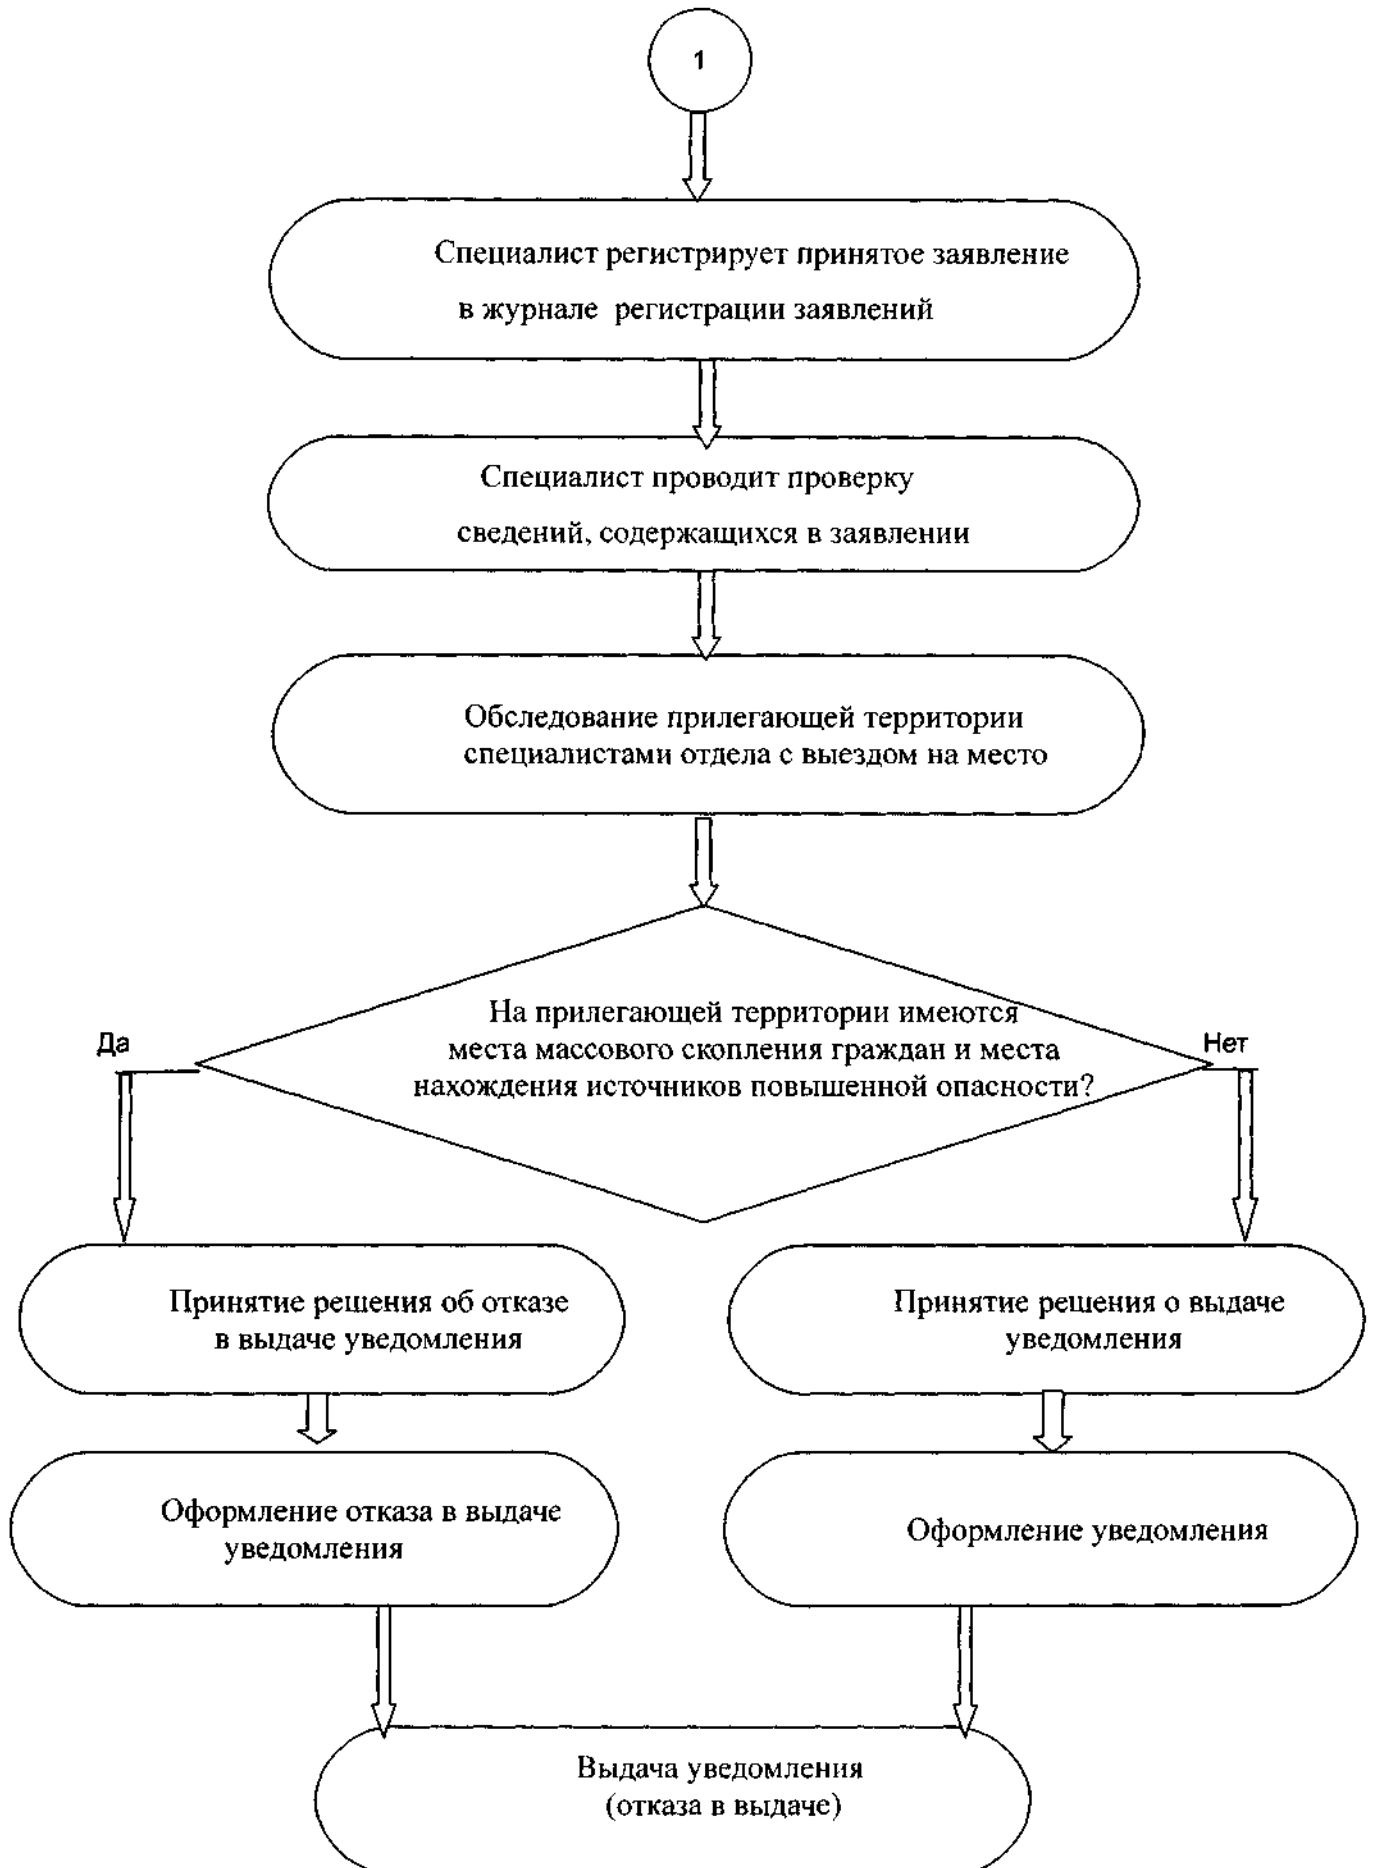 1
Специалист регистрирует принятое заявление
в журнале регистрации заявлений
Специалист проводит проверку
сведений, содержащихся в заявлении
Обследование прилегающей территории
специалистами отдела с выездом на место
На прилегающей территории имеются
места массового скопления граждан и места
нахождения источников повышенной опасности?
Да
Нет
Принятие решения об отказе
в выдаче уведомления
Принятие решения о выдаче
уведомления
Оформление отказа в выдаче
уведомления
Оформление уведомления
Выдача уведомления
(отказа в выдаче)